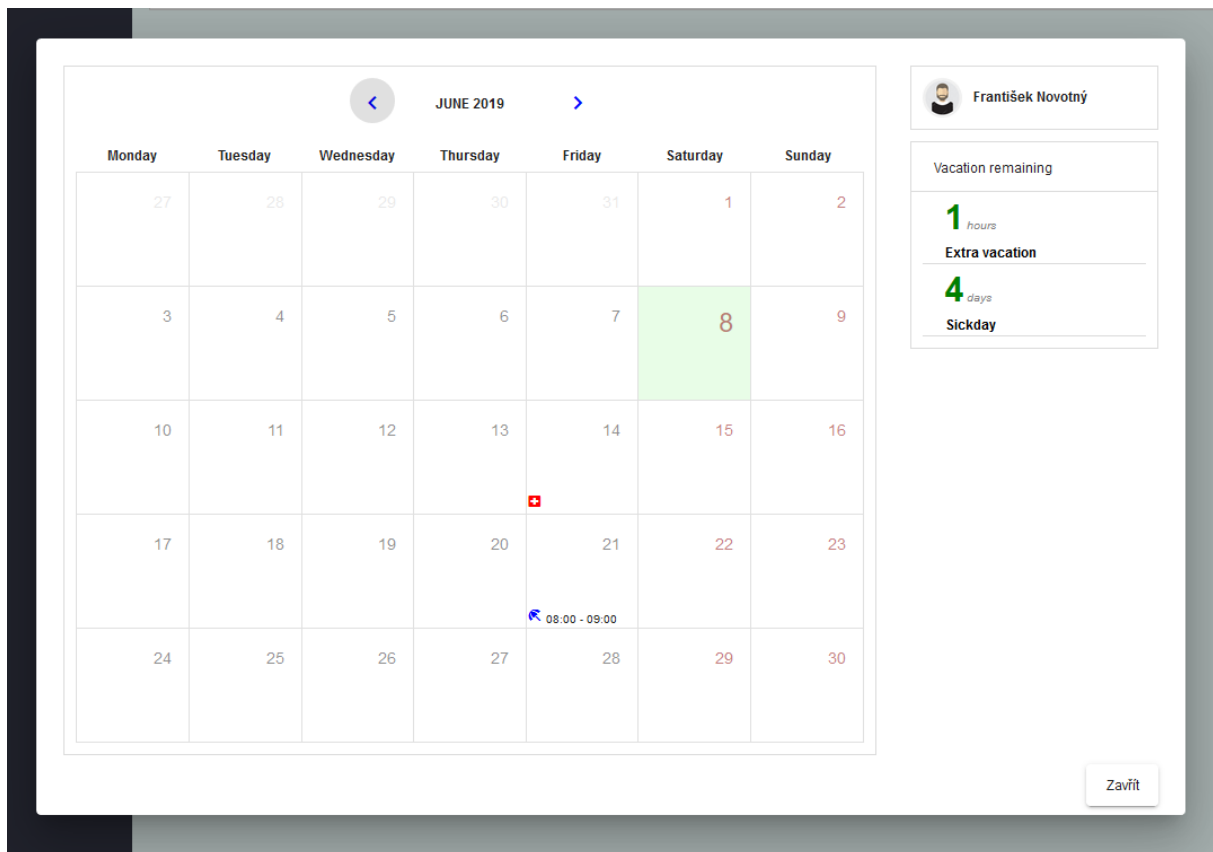 JUNE 2019
Monday Tuesday Wednesday Thursday Friday Saturday Sunday
27 28 29 30 31 1 2
3 4 5 6 7 8 9
10 11 12 13 14 15 16
17 18 19 20 21 22 23
08:00 - 09:00
24 25 26 27 28 29 30
František Novotný
Vacation remaining
1 hours
Extra vacation
4 days
Sickday
Zavřít